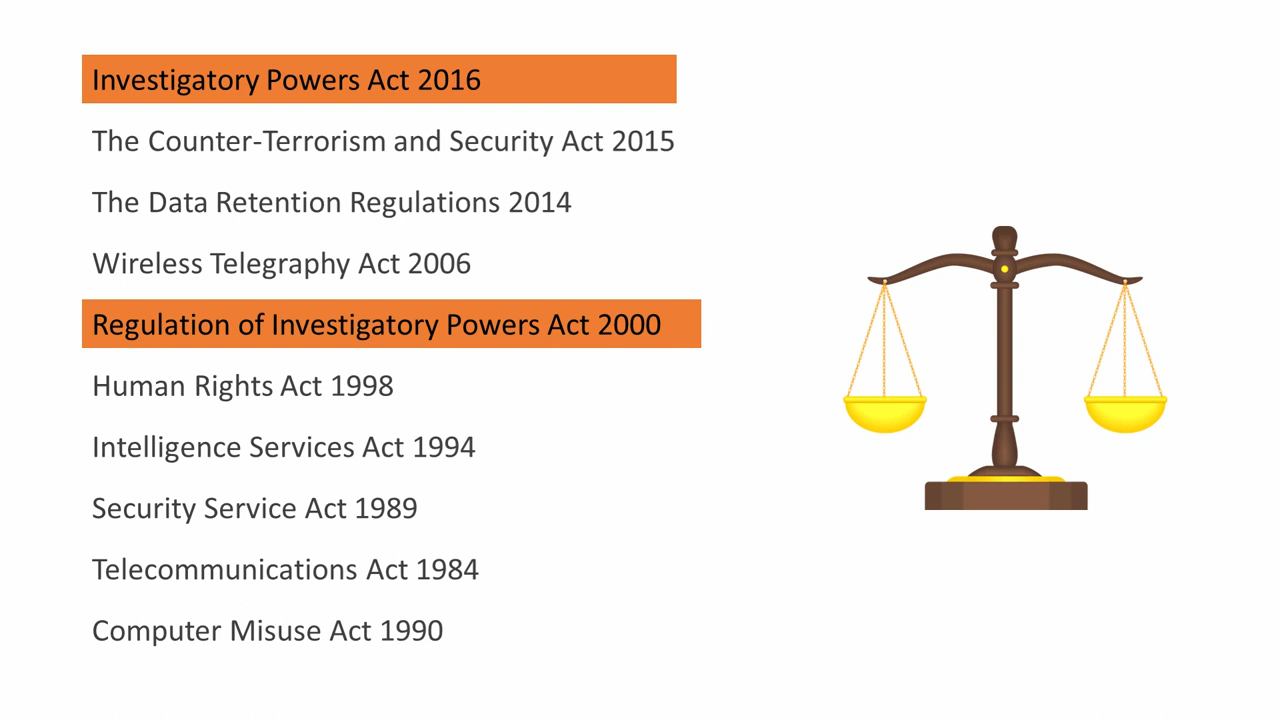 Investigatory Powers Act 2016
The Counter-Terrorism and Security Act 2015
The Data Retention Regulations 2014
Wireless Telegraphy Act 2006
Regulation of Investigatory Powers Act 2000
Human Rights Act 1998
Intelligence Services Act 1994
Security Service Act 1989
Telecommunications Act 1984
Computer Misuse Act 1990